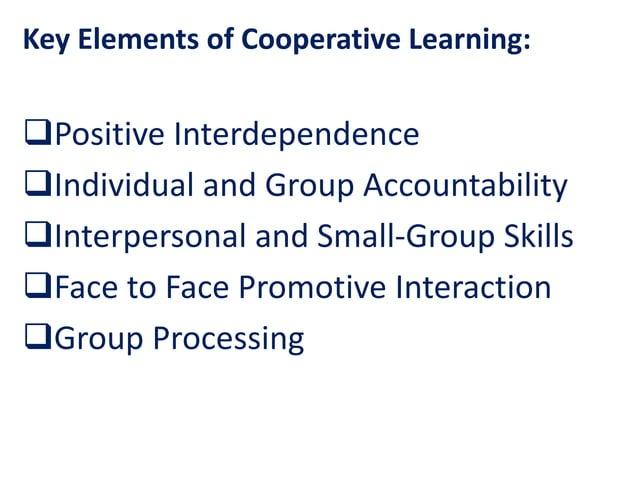 Key Elements of Cooperative Learning:
❑Positive Interdependence
❑Individual and Group Accountability
❑Interpersonal and Small-Group Skills
❑Face to Face Promotive Interaction
❑Group Processing